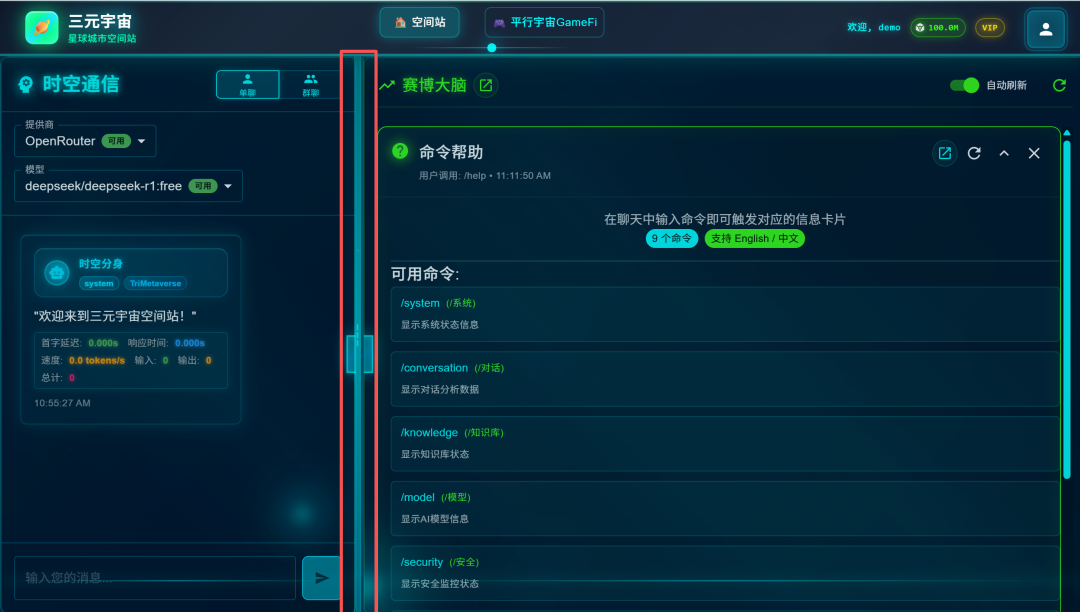 三元宇宙
星球城市空间站
空间站
平行宇宙GameFi
欢迎, demo
100.0M
VIP
时空通信
单聊
群聊
赛博大脑
自动刷新
提供商
OpenRouter 可用
模型
deepseek/deepseek-r1:free 可用
时空分身
system TriMetaverse
"欢迎来到三元宇宙空间站！"
首字延迟: 0.000s 响应时间: 0.000s
速度: 0.0 tokens/s 输入: 0 输出: 0
总计: 0
10:55:27 AM
输入您的消息...
命令帮助
用户调用: /help • 11:11:50 AM
在聊天中输入命令即可触发对应的信息卡片
9 个命令 支持 English / 中文
可用命令:
/system (/系统)
显示系统状态信息
/conversation (/对话)
显示对话分析数据
/knowledge (/知识库)
显示知识库状态
/model (/模型)
显示AI模型信息
/security (/安全)
显示安全监控状态